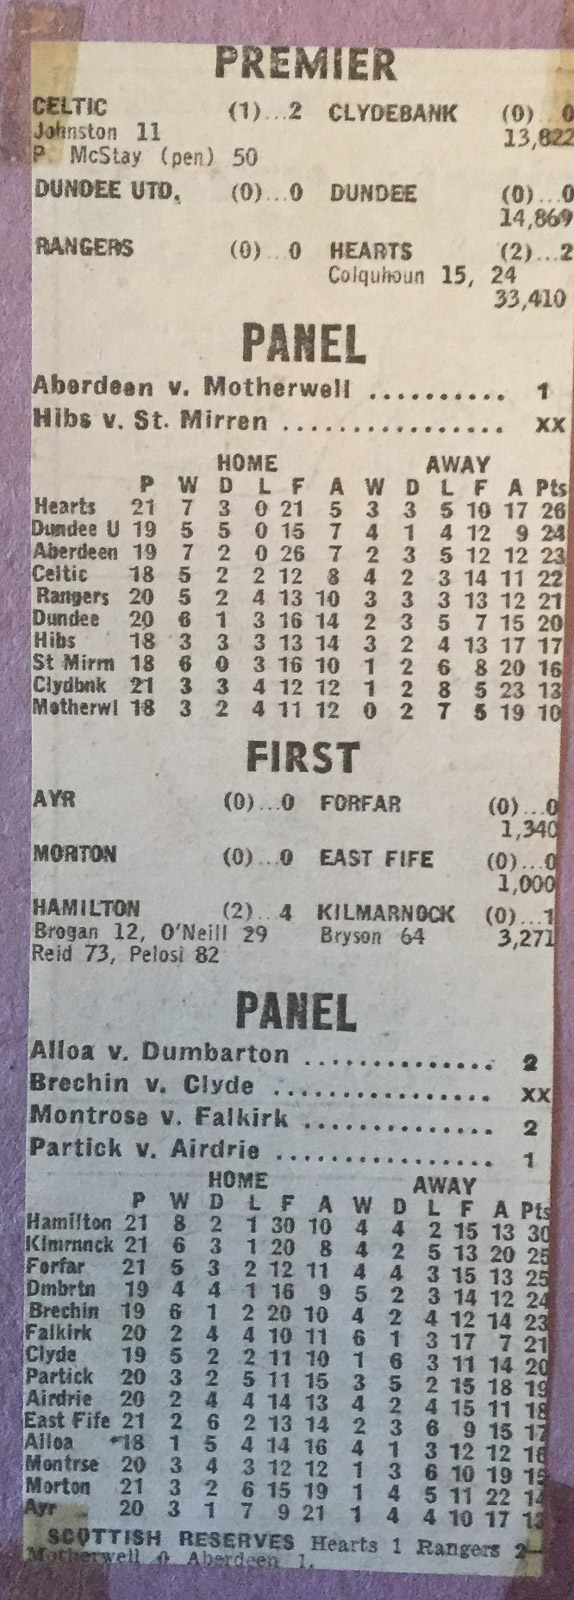 PREMIER
CELTIC (1)...2 CLYDEBANK (0)...0
Johnston 11 13,822
P. McStay (pen) 50
DUNDEE UTD. (0)...0 DUNDEE (0)...0
14,869
RANGERS (0)...0 HEARTS (2)...2
Colquhoun 15, 24
33,410
PANEL
Aberdeen v. Motherwell .......... 1
Hibs v. St. Mirren ................ XX
HOME AWAY
P W D L F A W D L F A Pts
Hearts 21 7 3 0 21 5 3 3 5 10 17 26
Dundee U 19 5 5 0 15 7 4 1 4 12 9 24
Aberdeen 19 7 2 0 26 7 2 3 5 12 12 23
Celtic 18 5 2 2 12 8 4 2 3 14 11 22
Rangers 20 5 2 4 13 10 3 3 3 13 12 21
Dundee 20 6 1 3 16 14 2 3 5 7 15 20
Hibs 18 3 3 3 13 14 3 2 4 13 17 17
St Mirrn 18 6 0 3 16 10 1 2 6 8 20 16
Clydbnk 21 3 3 4 12 12 1 2 8 5 23 13
Motherwl 18 3 2 4 11 12 0 2 7 5 19 10
FIRST
AYR (0)...0 FORFAR (0)...0
1,340
MORTON (0)...0 EAST FIFE (0)...0
1,000
HAMILTON (2)..4 KILMARNOCK (0)...1
Brogan 12, O'Neill 29 Bryson 64 3,271
Reid 73, Pelosi 82
PANEL
Alloa v. Dumbarton .............. 2
Brechin v. Clyde ................ XX
Montrose v. Falkirk .............. 2
Partick v. Airdrie ................ 1
HOME AWAY
P W D L F A W D L F A Pts
Hamilton 21 8 2 1 30 10 4 4 2 15 13 30
Klmrnnck 21 6 3 1 20 8 4 2 5 13 20 25
Forfar 21 5 3 2 12 11 4 4 3 15 13 25
Dmbrtn 19 4 4 1 16 9 5 2 3 14 12 24
Brechin 19 6 1 2 20 10 4 2 4 12 14 23
Falkirk 20 2 4 4 10 11 6 1 3 17 7 21
Clyde 19 5 2 2 11 10 1 6 3 11 14 20
Partick 20 3 2 5 11 15 3 5 2 15 18 19
Airdrie 20 2 4 4 14 13 4 2 4 15 11 18
East Fife 21 2 6 2 13 14 2 3 6 9 15 17
Alloa 18 1 5 4 14 16 4 1 3 12 12 16
Montrse 20 3 4 3 12 12 1 3 6 10 19 15
Morton 21 3 2 6 15 19 1 4 5 11 22 14
Ayr 20 3 1 7 9 21 1 4 4 10 17 13
SCOTTISH RESERVES Hearts 1 Rangers 2—
Motherwell 0 Aberdeen 1.